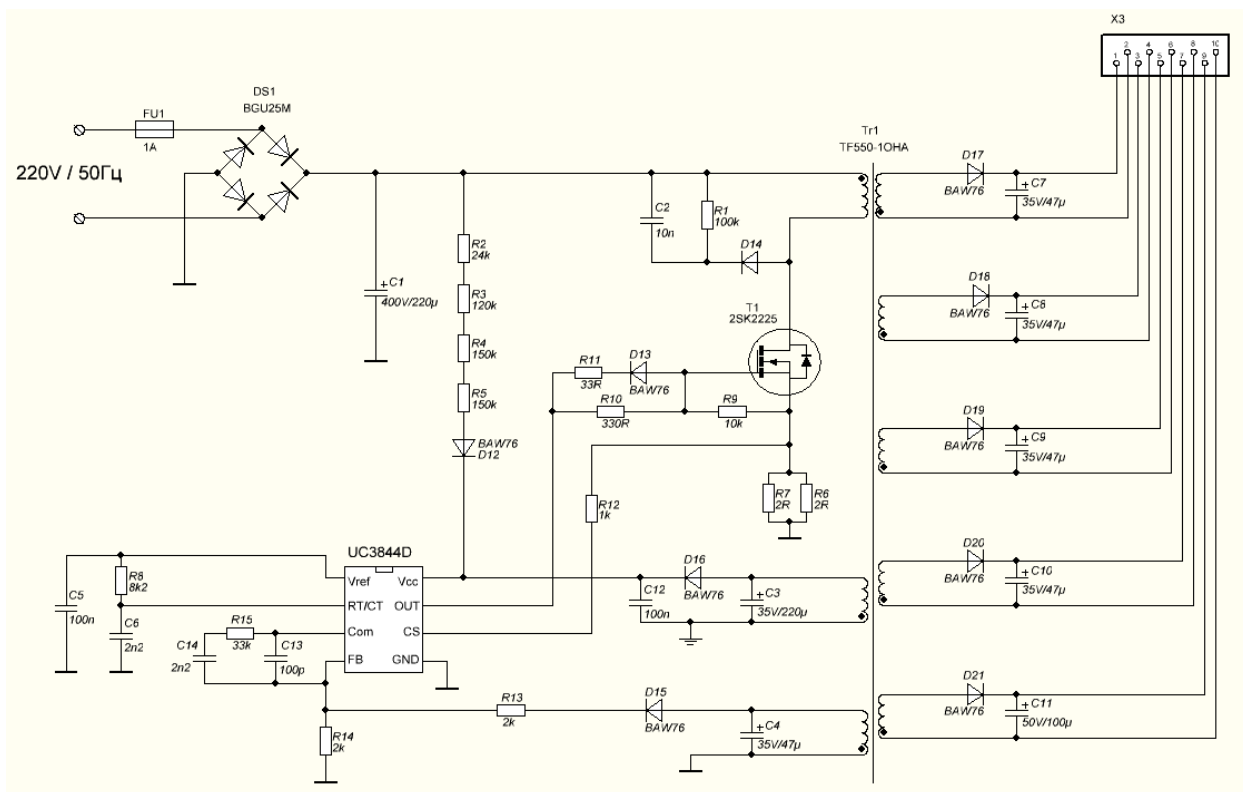 X3
1 2 3 4 5 6 7 8 9 10
DS1
BGU25M
FU1
1A
220V / 50Гц
Tr1
TF550-1OHA
D17
BAW76
+ C7
35V/47µ
C2
10n
R1
100k
D14
R2
24k
R3
120k
R4
150k
R5
150k
BAW76
D12
+ C1
400V/220µ
T1
2SK2225
D18
BAW76
+ C8
35V/47µ
R11
33R
D13
BAW76
R10
330R
R9
10k
D19
BAW76
+ C9
35V/47µ
R12
1k
R7
2R
R6
2R
UC3844D
Vref
Vcc
RT/CT
OUT
Com
CS
FB
GND
R8
8k2
C5
100n
C6
2n2
R15
33k
C14
2n2
C13
100p
D16
BAW76
C12
100n
+ C3
35V/220µ
D20
BAW76
+ C10
35V/47µ
R13
2k
D15
BAW76
R14
2k
+ C4
35V/47µ
D21
BAW76
+ C11
50V/100µ